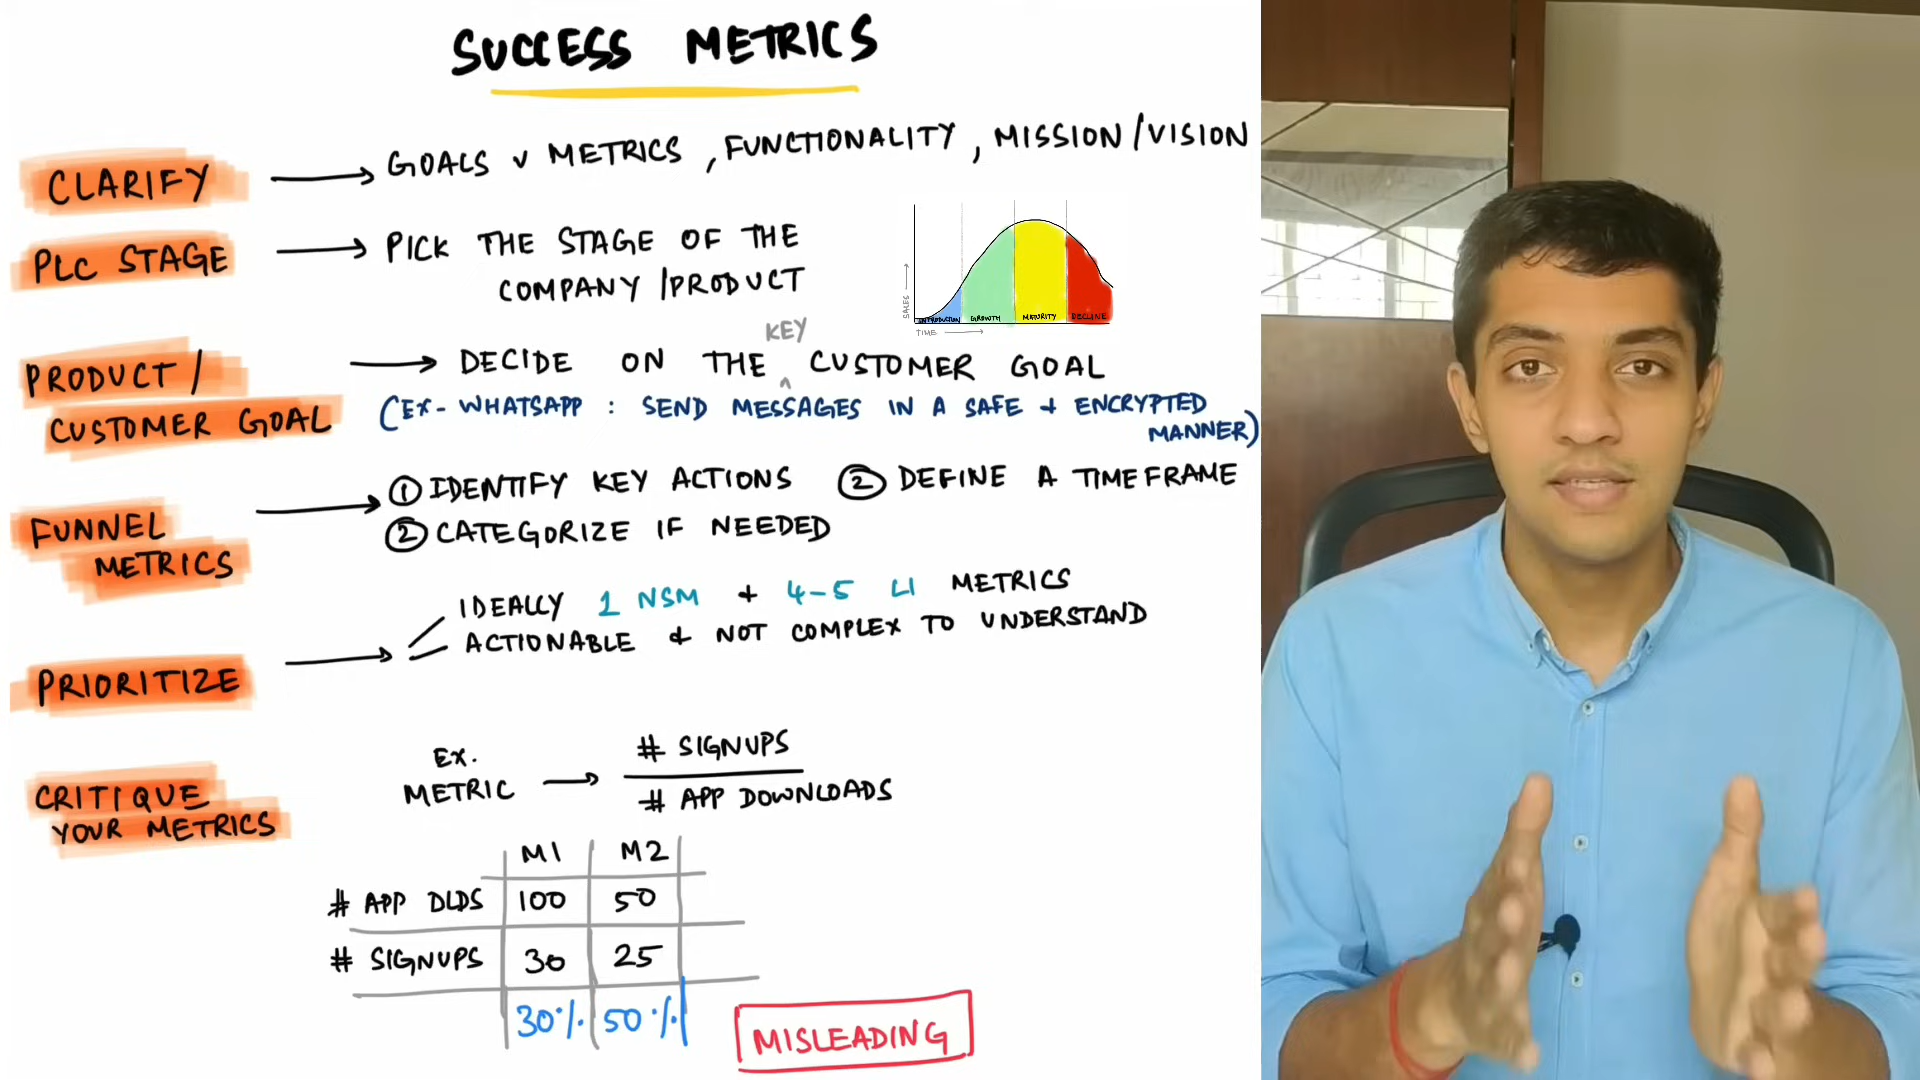 SUCCESS METRICS
CLARIFY
GOALS v METRICS, FUNCTIONALITY, MISSION/VISION
PLC STAGE
PICK THE STAGE OF THE
COMPANY/PRODUCT
SALES
INTRODUCTION GROWTH MATURITY DECLINE
TIME
PRODUCT/
CUSTOMER GOAL
KEY
DECIDE ON THE ^ CUSTOMER GOAL
(EX- WHATSAPP : SEND MESSAGES IN A SAFE + ENCRYPTED
MANNER)
FUNNEL
METRICS
① IDENTIFY KEY ACTIONS ② DEFINE A TIMEFRAME
② CATEGORIZE IF NEEDED
PRIORITIZE
IDEALLY 1 NSM + 4-5 LI METRICS
ACTIONABLE & NOT COMPLEX TO UNDERSTAND
CRITIQUE
YOUR METRICS
EX.
METRIC
# SIGNUPS
# APP DOWNLOADS
M1 M2
# APP DLDS 100 50
# SIGNUPS 30 25
30% 50%
MISLEADING